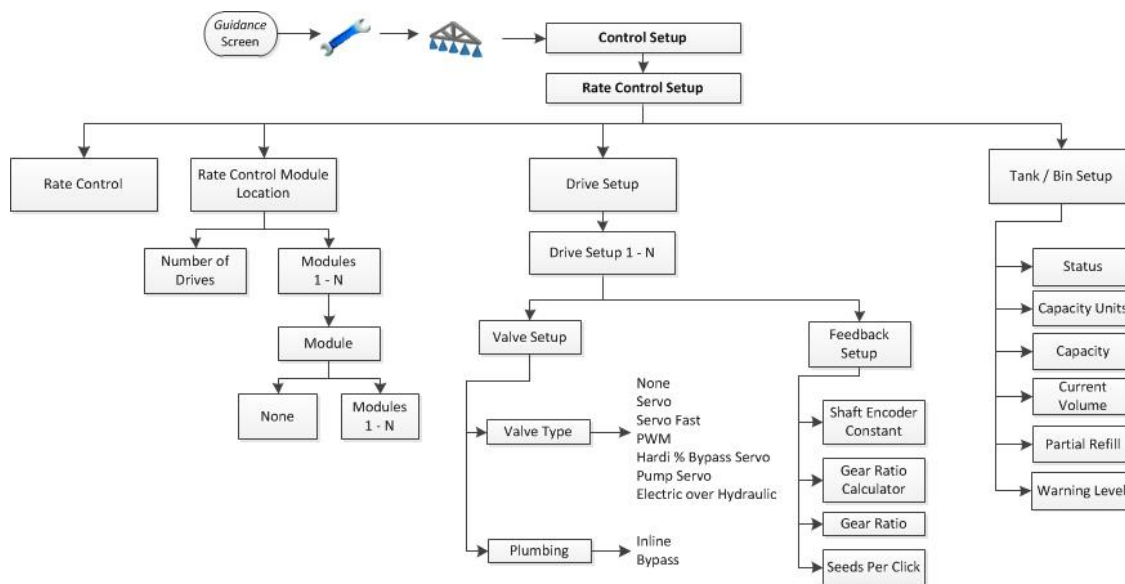 Guidance
Screen
Control Setup
Rate Control Setup
Rate Control
Rate Control Module
Location
Drive Setup
Tank / Bin Setup
Number of
Drives
Modules
1 - N
Drive Setup 1 - N
Module
None
Modules
1 - N
Valve Setup
Feedback
Setup
Valve Type
None
Servo
Servo Fast
PWM
Hardi % Bypass Servo
Pump Servo
Electric over Hydraulic
Plumbing
Inline
Bypass
Shaft Encoder
Constant
Gear Ratio
Calculator
Gear Ratio
Seeds Per Click
Status
Capacity Units
Capacity
Current
Volume
Partial Refill
Warning Level